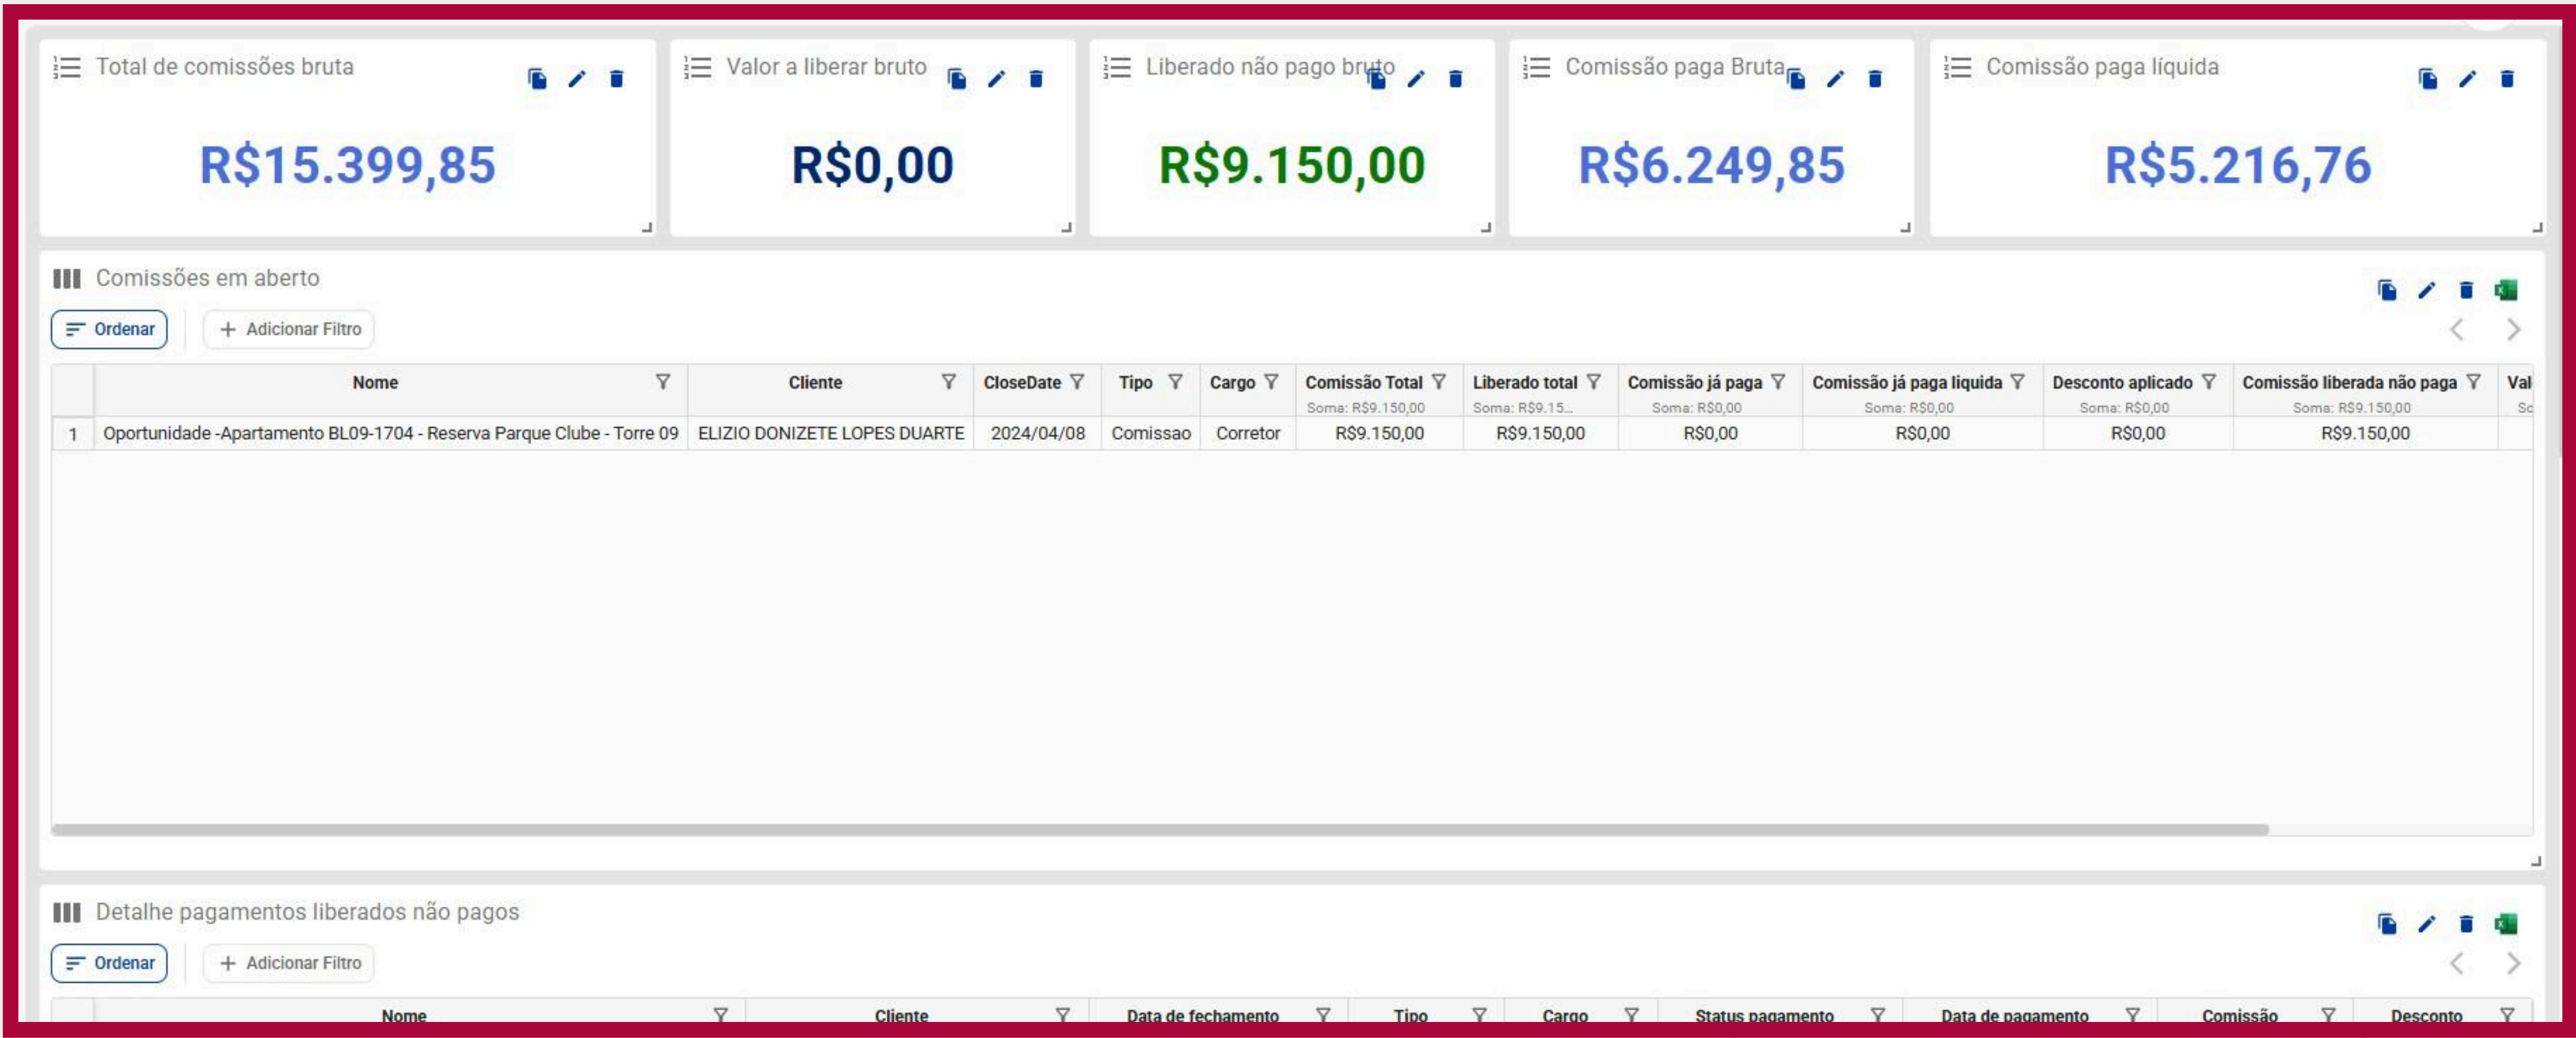 Total de comissões bruta
R$15.399,85
Valor a liberar bruto
R$0,00
Liberado não pago bruto
R$9.150,00
Comissão paga Bruta
R$6.249,85
Comissão paga líquida
R$5.216,76
Comissões em aberto
Ordenar + Adicionar Filtro
Nome Cliente CloseDate Tipo Cargo Comissão Total Liberado total Comissão já paga Comissão já paga liquida Desconto aplicado Comissão liberada não paga Val
Soma: R$9.150,00 Soma: R$9.15... Soma: R$0,00 Soma: R$0,00 Soma: R$0,00 Soma: R$9.150,00 So
1 Oportunidade -Apartamento BL09-1704 - Reserva Parque Clube - Torre 09 ELIZIO DONIZETE LOPES DUARTE 2024/04/08 Comissao Corretor R$9.150,00 R$9.150,00 R$0,00 R$0,00 R$0,00 R$9.150,00
Detalhe pagamentos liberados não pagos
Ordenar + Adicionar Filtro
Nome Cliente Data de fechamento Tipo Cargo Status pagamento Data de pagamento Comissão Desconto